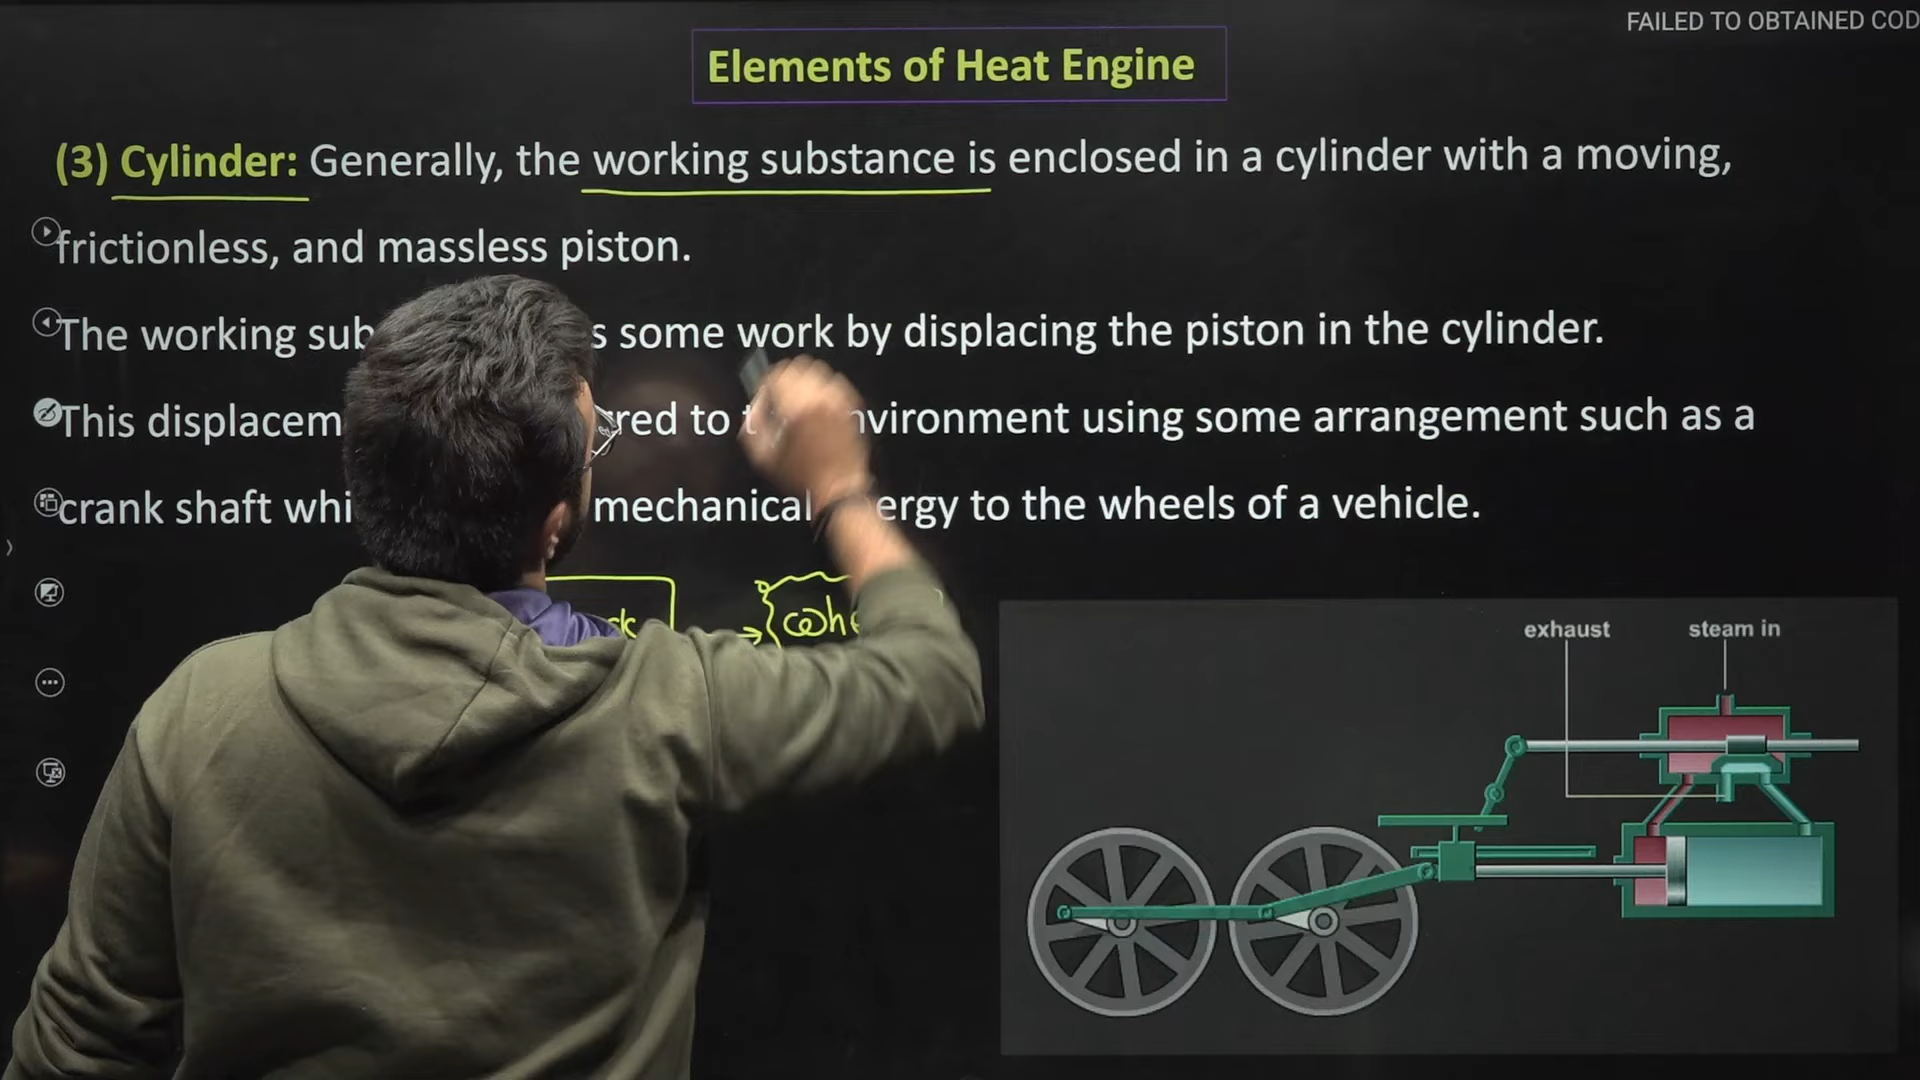 FAILED TO OBTAINED COD
Elements of Heat Engine
(3) Cylinder: Generally, the working substance is enclosed in a cylinder with a moving,
frictionless, and massless piston.
The working sub s some work by displacing the piston in the cylinder.
This displacem red to t nvironment using some arrangement such as a
crank shaft whi mechanical ergy to the wheels of a vehicle.
exhaust steam in